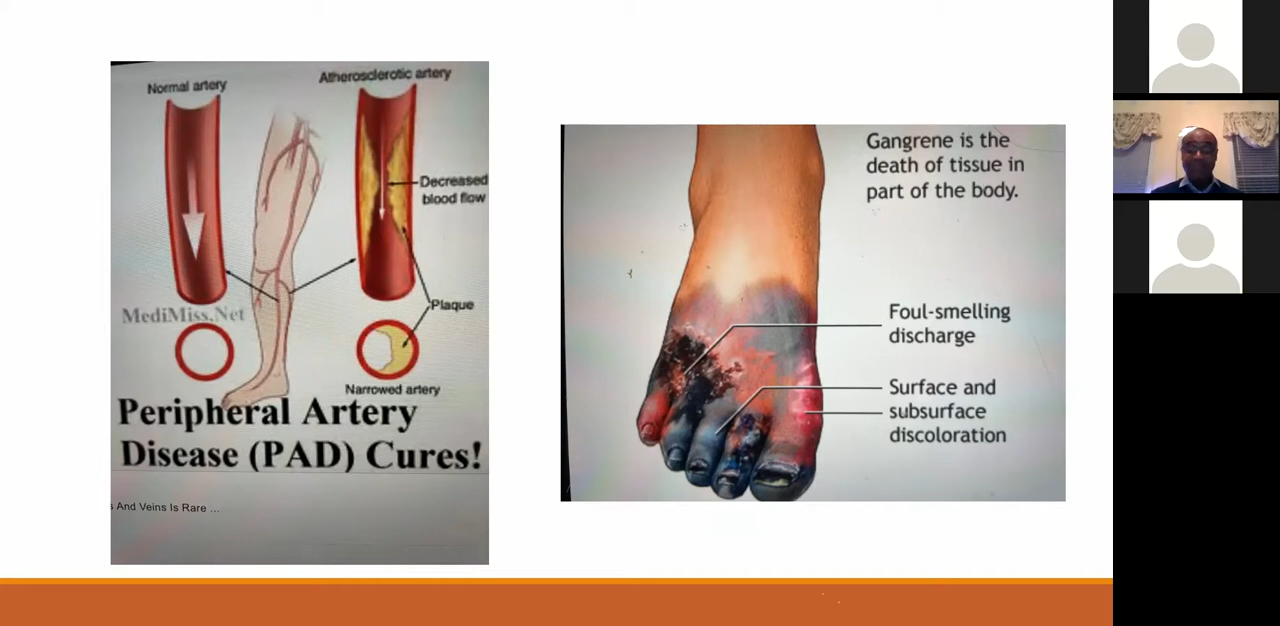 Normal artery
Atherosclerotic artery
Decreased
blood flow
MediMiss.Net
Plaque
Narrowed artery
Peripheral Artery
Disease (PAD) Cures!
And Veins Is Rare ...
Gangrene is the
death of tissue in
part of the body.
Foul-smelling
discharge
Surface and
subsurface
discoloration